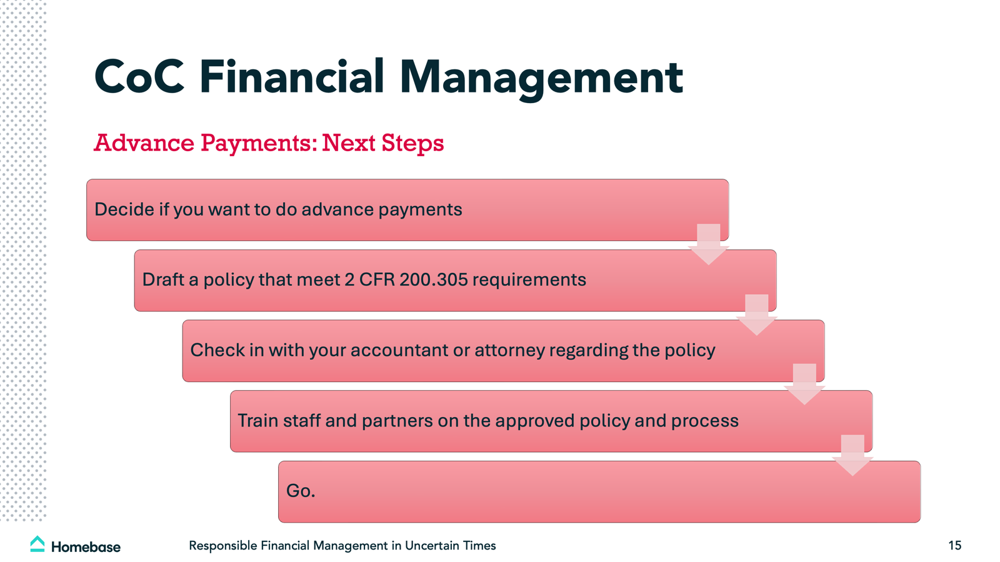 CoC Financial Management
Advance Payments: Next Steps
Decide if you want to do advance payments
Draft a policy that meet 2 CFR 200.305 requirements
Check in with your accountant or attorney regarding the policy
Train staff and partners on the approved policy and process
Go.
Homebase
Responsible Financial Management in Uncertain Times
15